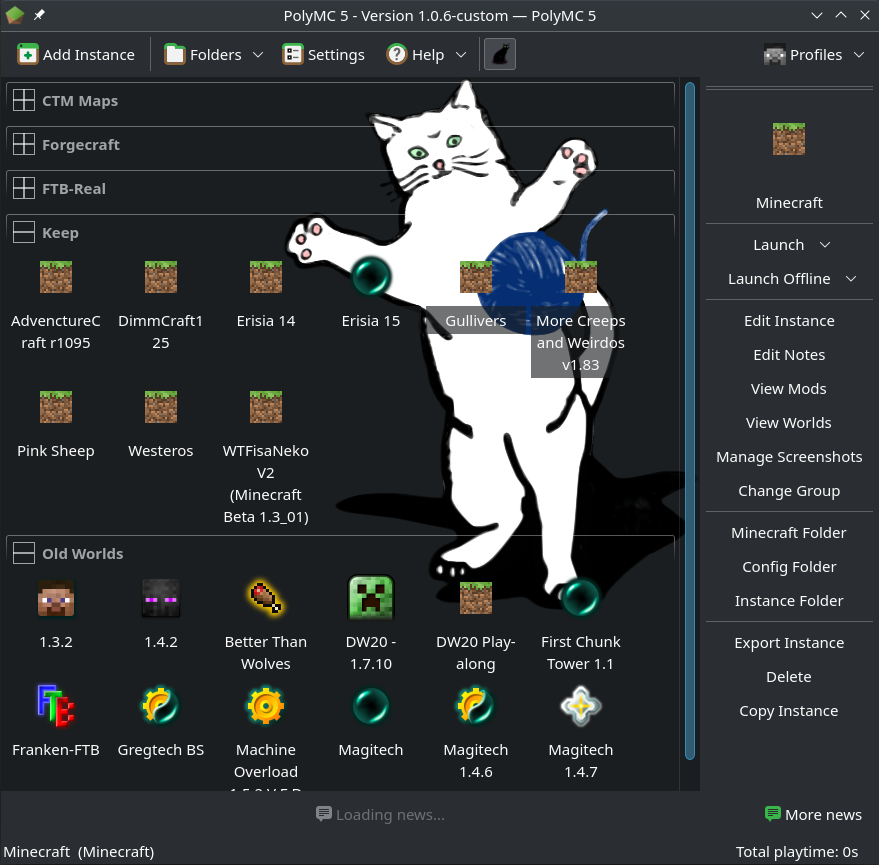 PolyMC 5 - Version 1.0.6-custom — PolyMC 5
Add Instance
Folders
Settings
Help
Profiles
CTM Maps
Forgecraft
FTB-Real
Keep
AdvenctureC
raft r1095
DimmCraft1
25
Erisia 14
Erisia 15
Gullivers
More Creeps
and Weirdos
v1.83
Pink Sheep
Westeros
WTFisaNeko
V2
(Minecraft
Beta 1.3_01)
Old Worlds
1.3.2
1.4.2
Better Than
Wolves
DW20 -
1.7.10
DW20 Play-
along
First Chunk
Tower 1.1
FTB
Franken-FTB
Gregtech BS
Machine
Overload
Magitech
Magitech
1.4.6
Magitech
1.4.7
Minecraft
Launch
Launch Offline
Edit Instance
Edit Notes
View Mods
View Worlds
Manage Screenshots
Change Group
Minecraft Folder
Config Folder
Instance Folder
Export Instance
Delete
Copy Instance
Loading news...
More news
Minecraft  (Minecraft)
Total playtime: 0s